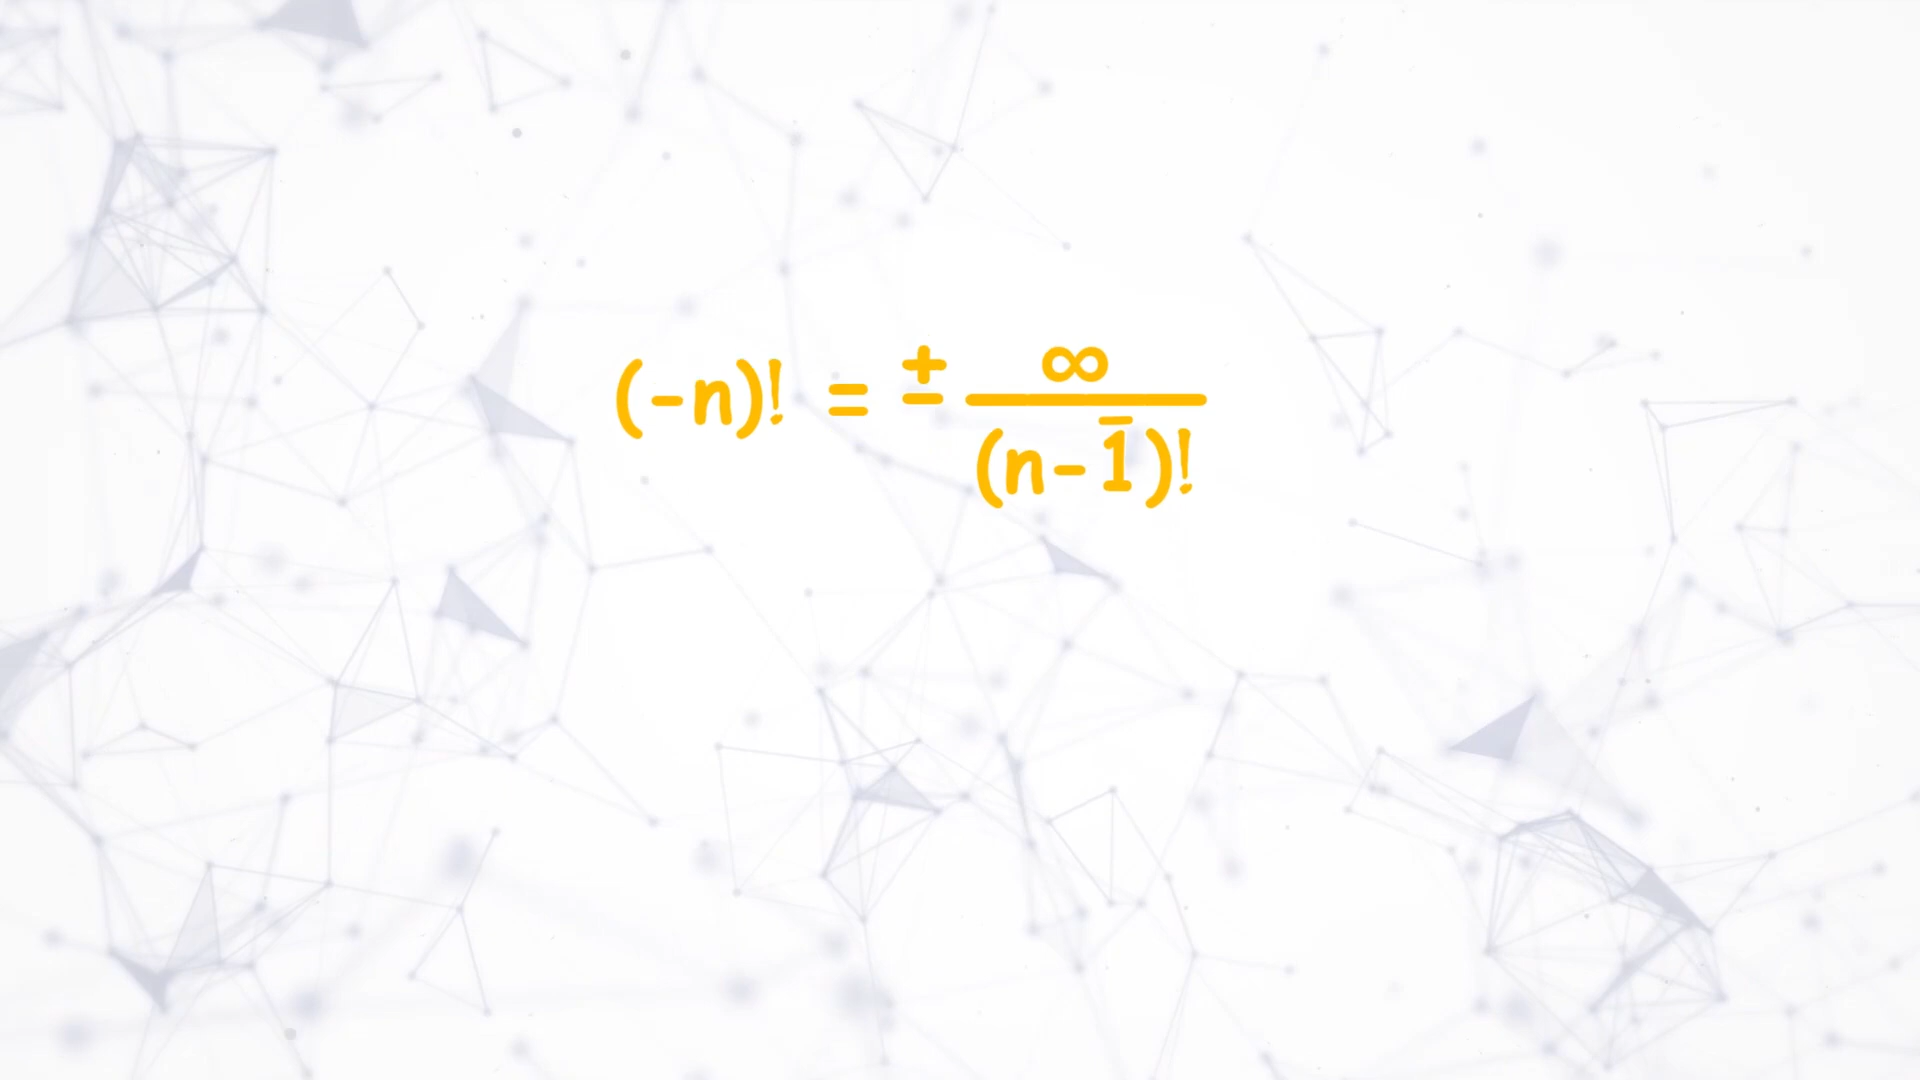 (-n)! = ± ∞
(n-1̄)!